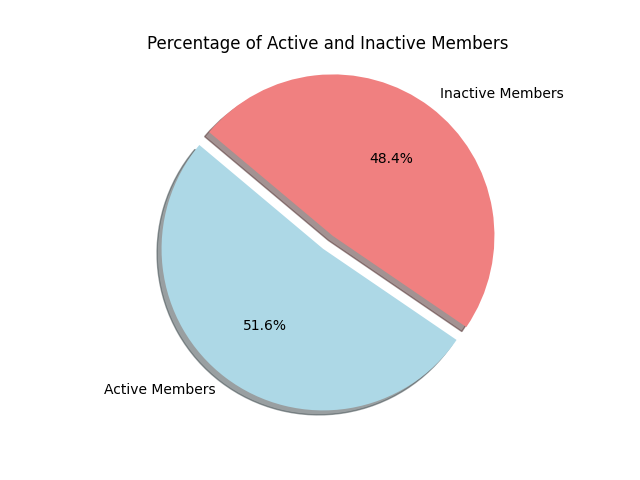 Percentage of Active and Inactive Members
Inactive Members
48.4%
51.6%
Active Members